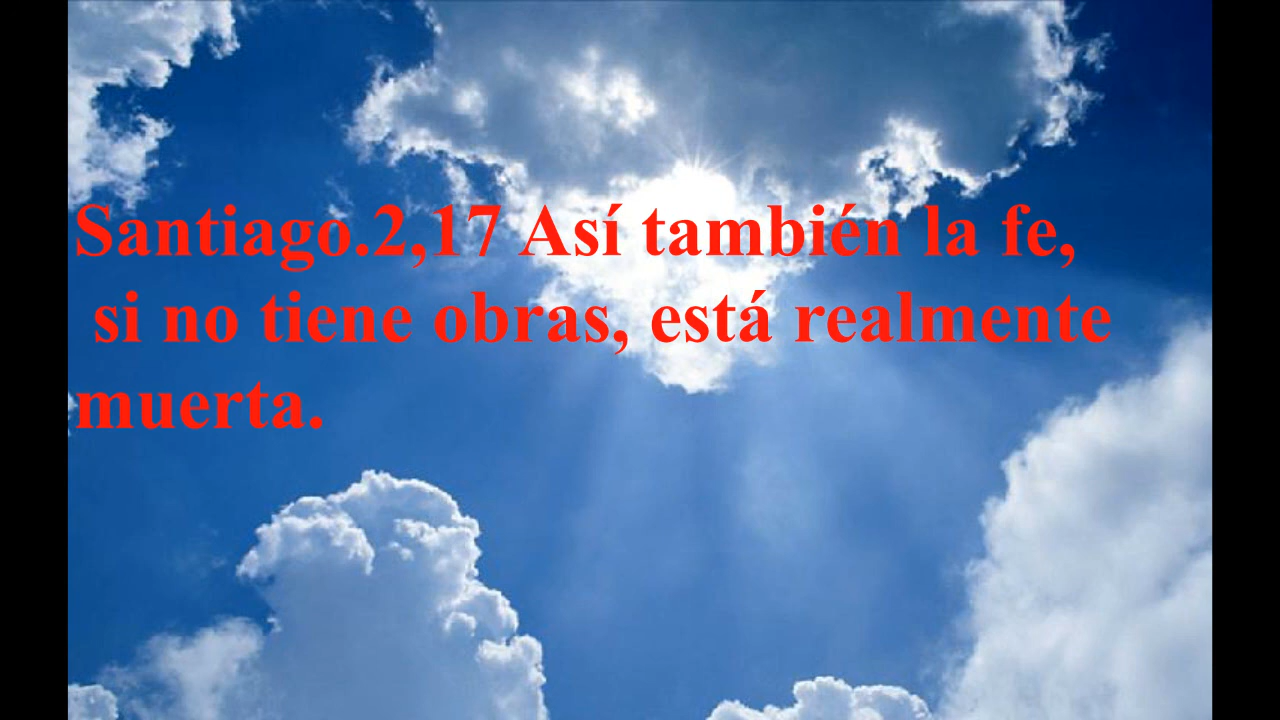 Santiago.2,17 Así también la fe,
si no tiene obras, está realmente
muerta.